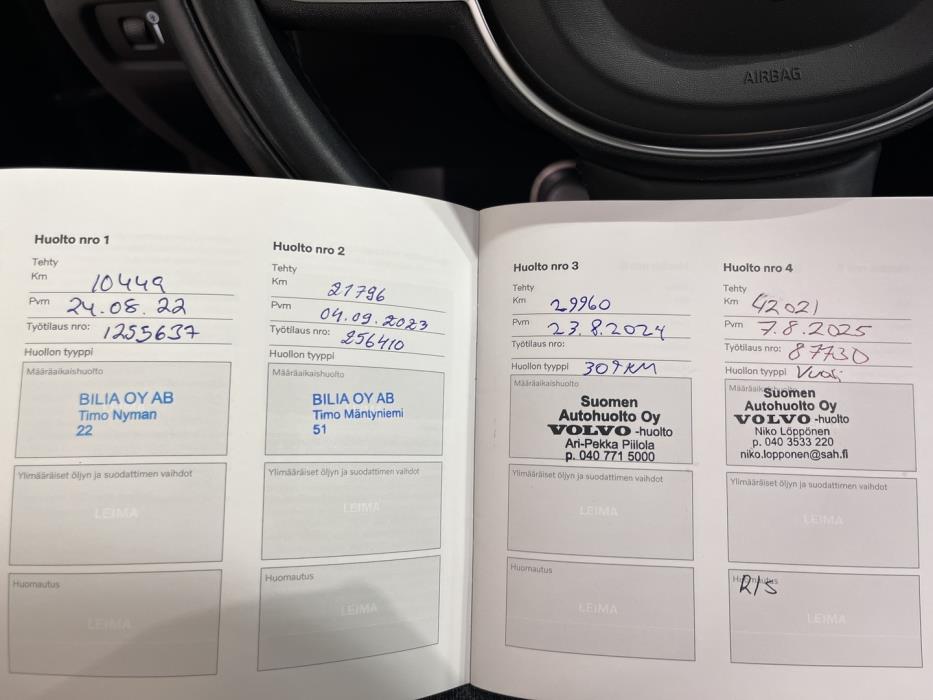 AIRBAG
Huolto nro 1
Tehty
Km 10449
Pvm 24.08.22
Työtilaus nro: 1255637
Huollon tyyppi
Määräaikaishuolto
BILIA OY AB
Timo Nyman
22
Ylimääräiset öljyn ja suodattimen vaihdot
LEIMA
Huomautus
LEIMA
Huolto nro 2
Tehty
Km 21796
Pvm 04.09.2023
Työtilaus nro: 256410
Huollon tyyppi
Määräaikaishuolto
BILIA OY AB
Timo Mäntyniemi
51
Ylimääräiset öljyn ja suodattimen vaihdot
LEIMA
Huomautus
LEIMA
Huolto nro 3
Tehty
Km 29960
Pvm 23.8.2024
Työtilaus nro:
Huollon tyyppi 30TKM
Määräaikaishuolto
Suomen
Autohuolto Oy
VOLVO -huolto
Ari-Pekka Piilola
p. 040 771 5000
Ylimääräiset öljyn ja suodattimen vaihdot
LEIMA
Huomautus
LEIMA
Huolto nro 4
Tehty
Km 42021
Pvm 7.8.2025
Työtilaus nro: 87730
Huollon tyyppi Vuosi
Määräaikaishuolto
Suomen
Autohuolto Oy
VOLVO -huolto
Niko Löppönen
p. 040 3533 220
niko.lopponen@sah.fi
Ylimääräiset öljyn ja suodattimen vaihdot
LEIMA
Huomautus
R/S
LEIMA